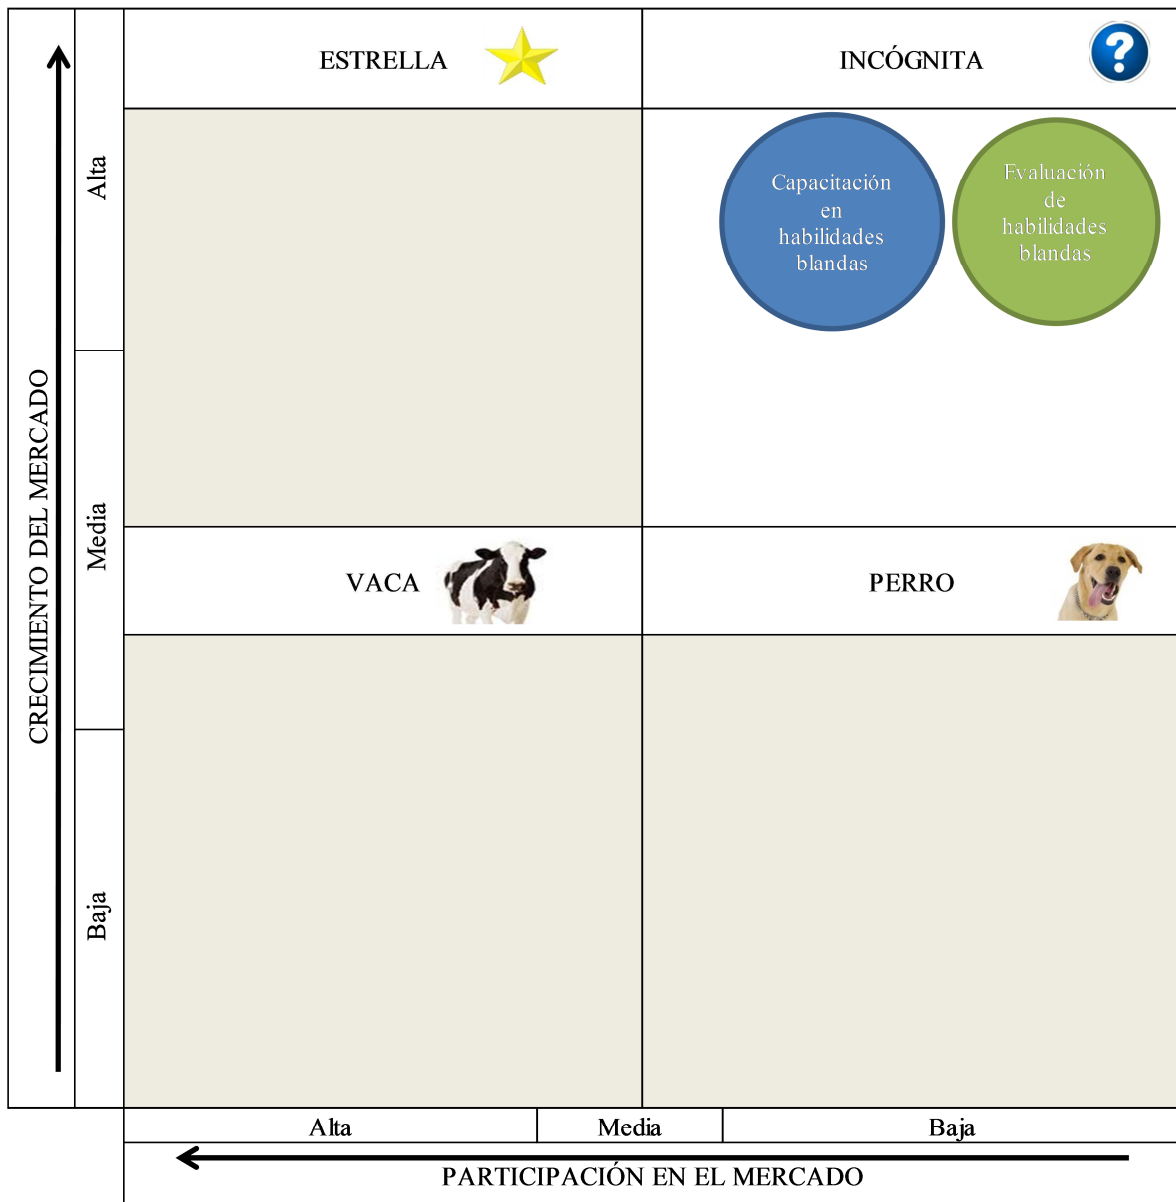 ESTRELLA
INCÓGNITA
?
CRECIMIENTO DEL MERCADO
Alta
Media
Baja
Capacitación
en
habilidades
blandas
Evaluación
de
habilidades
blandas
VACA
PERRO
Alta
Media
Baja
PARTICIPACIÓN EN EL MERCADO